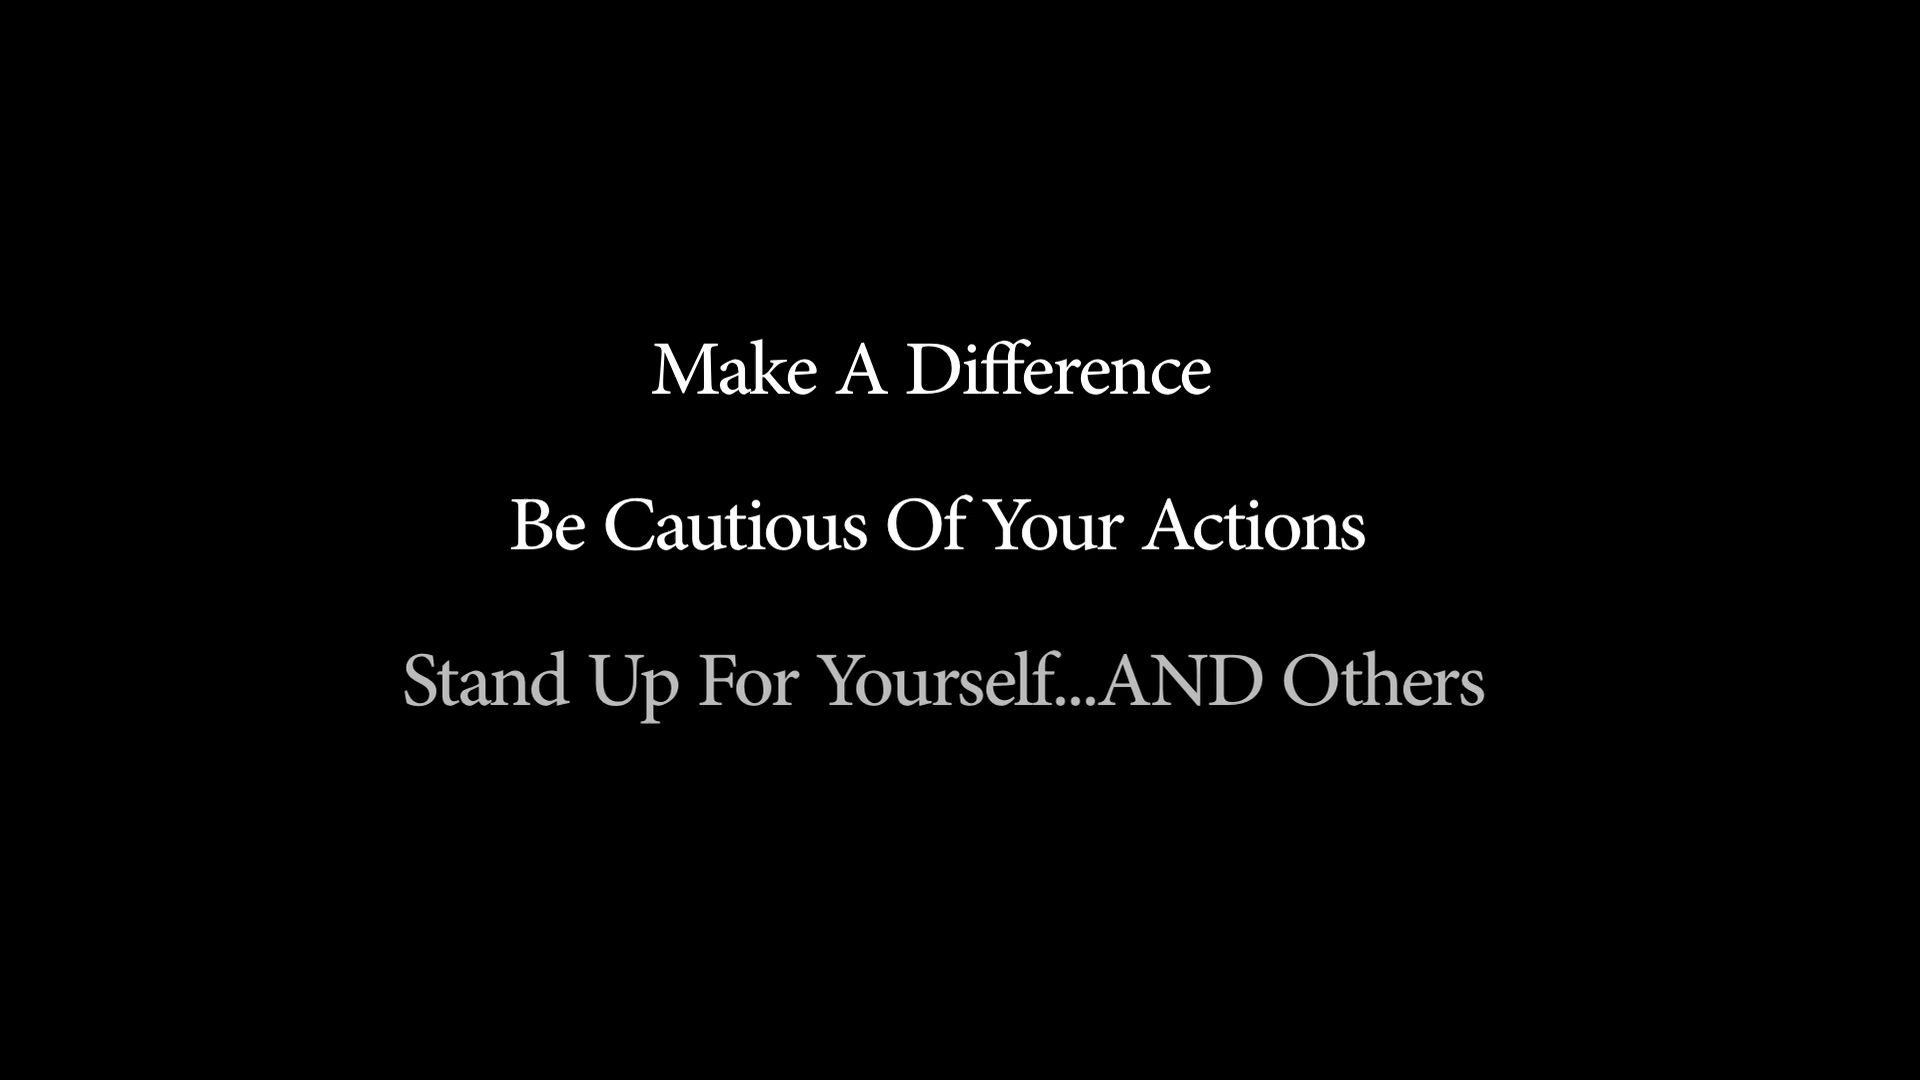 Make A Difference
Be Cautious Of Your Actions
Stand Up For Yourself...AND Others